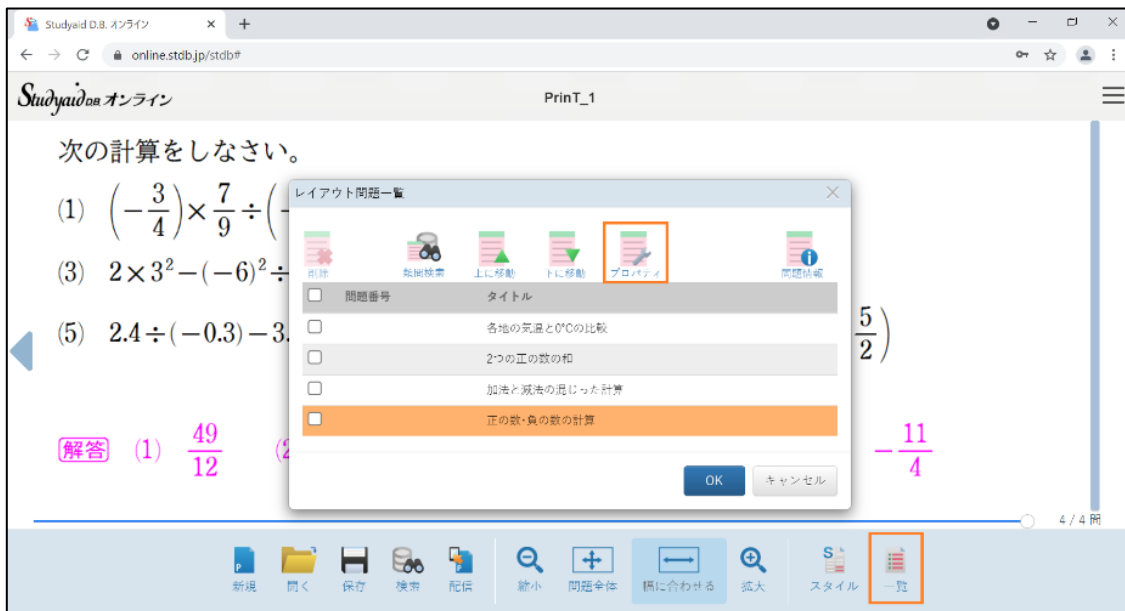 Studyaid D.B. オンライン
online.stdb.jp/stdb#
Studyaid D.B. オンライン
PrinT_1
次の計算をしなさい。
(1) (-3/4)×7/9÷(-
(3) 2×3²-(-6)²÷
(5) 2.4÷(-0.3)-3.
5/2)
レイアウト問題一覧
削除 類問検索 上に移動 下に移動 プロパティ 問題情報
問題番号 タイトル
各地の気温と0℃の比較
2つの正の数の和
加法と減法の混じった計算
正の数・負の数の計算
OK キャンセル
解答 (1) 49/12 (2 -11/4
4 / 4 問
新規 開く 保存 検索 配信 縮小 問題全体 幅に合わせる 拡大 スタイル 一覧